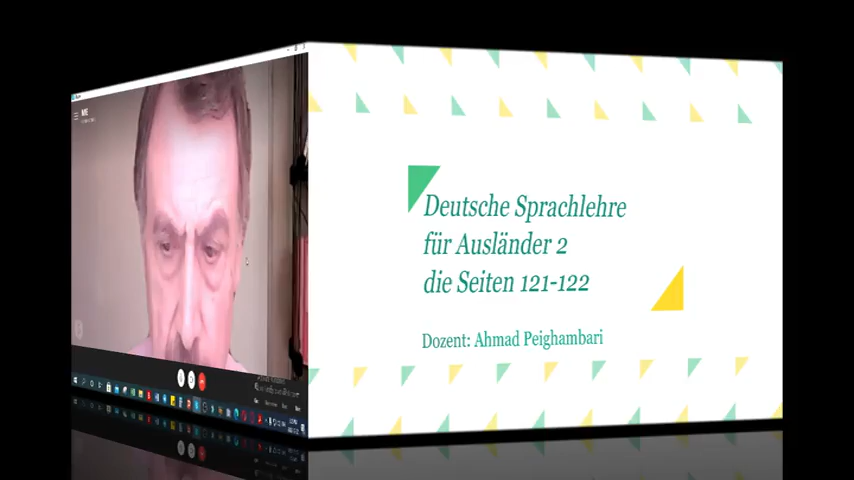 Deutsche Sprachlehre
für Ausländer 2
die Seiten 121-122
Dozent: Ahmad Peighambari